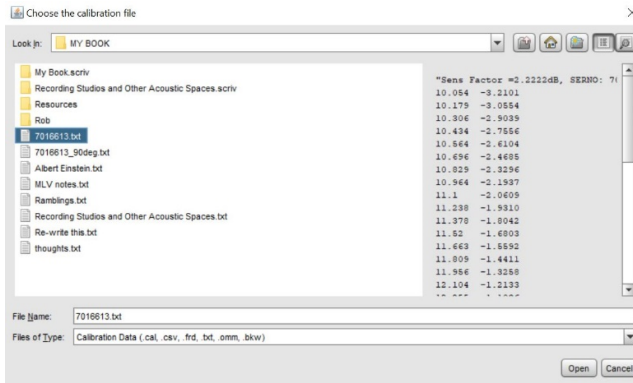 Choose the calibration file
Look In: MY BOOK
My Book.scriv
Recording Studios and Other Acoustic Spaces.scriv
Resources
Rob
7016613.txt
7016613_90deg.txt
Albert Einstein.txt
MLV notes.txt
Ramblings.txt
Recording Studios and Other Acoustic Spaces.txt
Re-write this.txt
thoughts.txt
"Sens Factor =2.2222dB, SERNO: 70
10.054 -3.2101
10.179 -3.0554
10.306 -2.9039
10.434 -2.7556
10.564 -2.6104
10.696 -2.4685
10.829 -2.3296
10.964 -2.1937
11.1 -2.0609
11.238 -1.9310
11.378 -1.8042
11.52 -1.6803
11.663 -1.5592
11.809 -1.4411
11.956 -1.3258
12.104 -1.2133
File Name: 7016613.txt
Files of Type: Calibration Data (.cal, .csv, .frd, .txt, .omm, .bkw)
Open Cancel